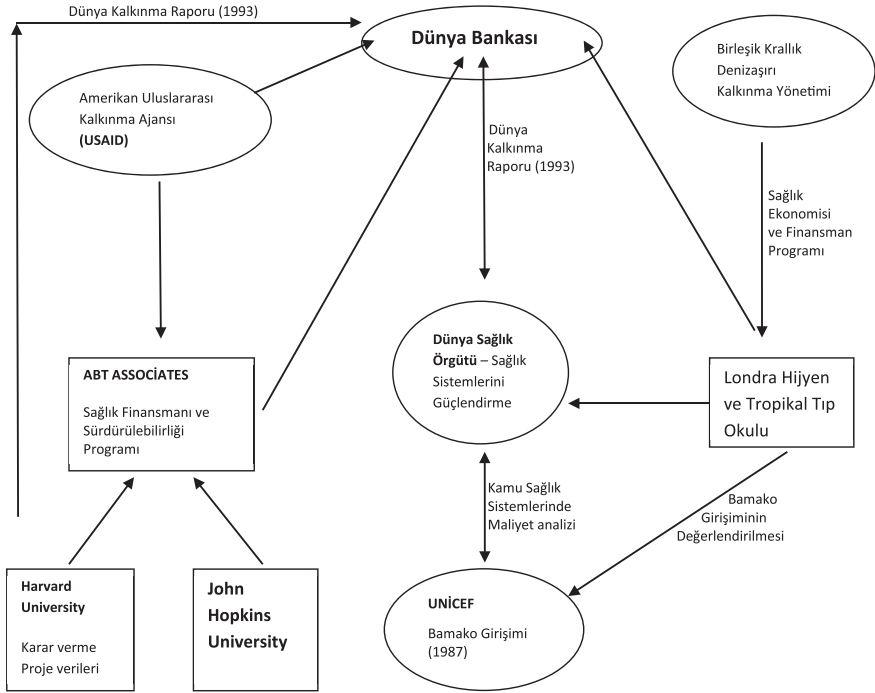 Dünya Kalkınma Raporu (1993)
Dünya Bankası
Birleşik Krallık
Denizaşırı
Kalkınma Yönetimi
Amerikan Uluslararası
Kalkınma Ajansı
(USAID)
Dünya
Kalkınma
Raporu (1993)
Sağlık
Ekonomisi
ve Finansman
Programı
Dünya Sağlık
Örgütü – Sağlık
Sistemlerini
Güçlendirme
ABT ASSOCİATES
Sağlık Finansmanı ve
Sürdürülebilirliği
Programı
Londra Hijyen
ve Tropikal Tıp
Okulu
Kamu Sağlık
Sistemlerinde
Maliyet analizi
Bamako
Girişiminin
Değerlendirilmesi
Harvard
University
Karar verme
Proje verileri
John
Hopkins
University
UNİCEF
Bamako Girişimi
(1987)